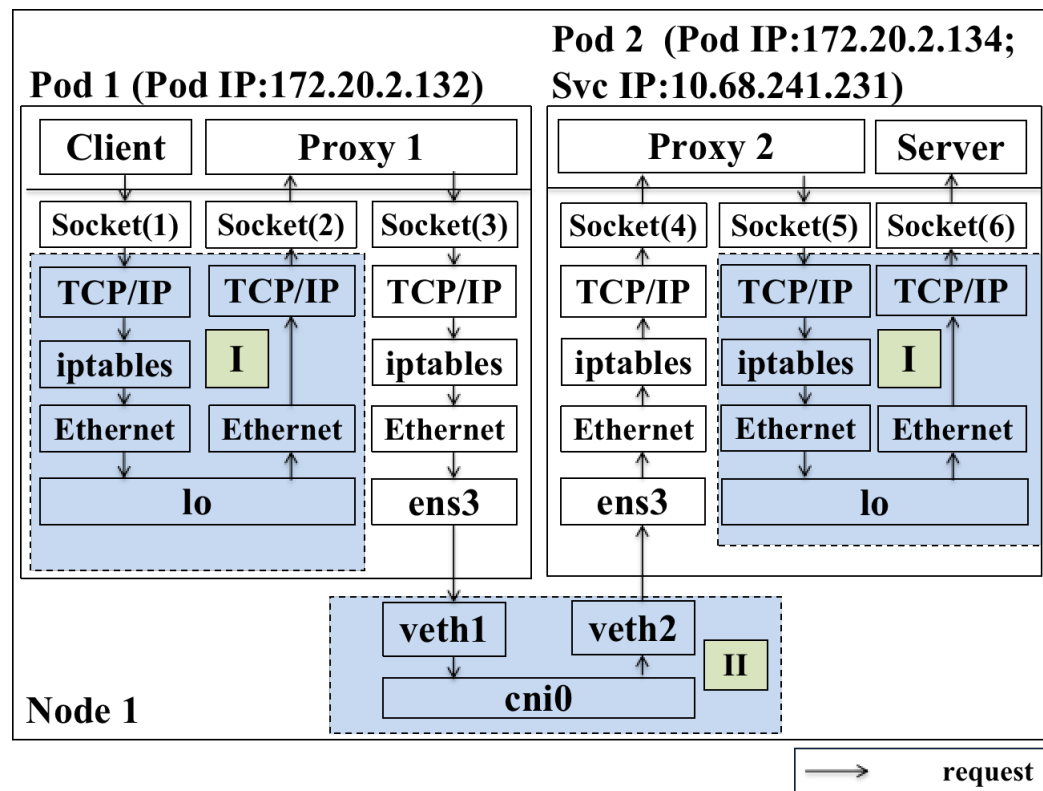 Pod 2 (Pod IP:172.20.2.134;
Svc IP:10.68.241.231)
Pod 1 (Pod IP:172.20.2.132)
Client
Proxy 1
Proxy 2
Server
Socket(1)
Socket(2)
Socket(3)
Socket(4)
Socket(5)
Socket(6)
TCP/IP
TCP/IP
TCP/IP
TCP/IP
TCP/IP
TCP/IP
iptables
I
iptables
iptables
iptables
I
Ethernet
Ethernet
Ethernet
Ethernet
Ethernet
Ethernet
lo
ens3
ens3
lo
veth1
veth2
II
cni0
Node 1
request